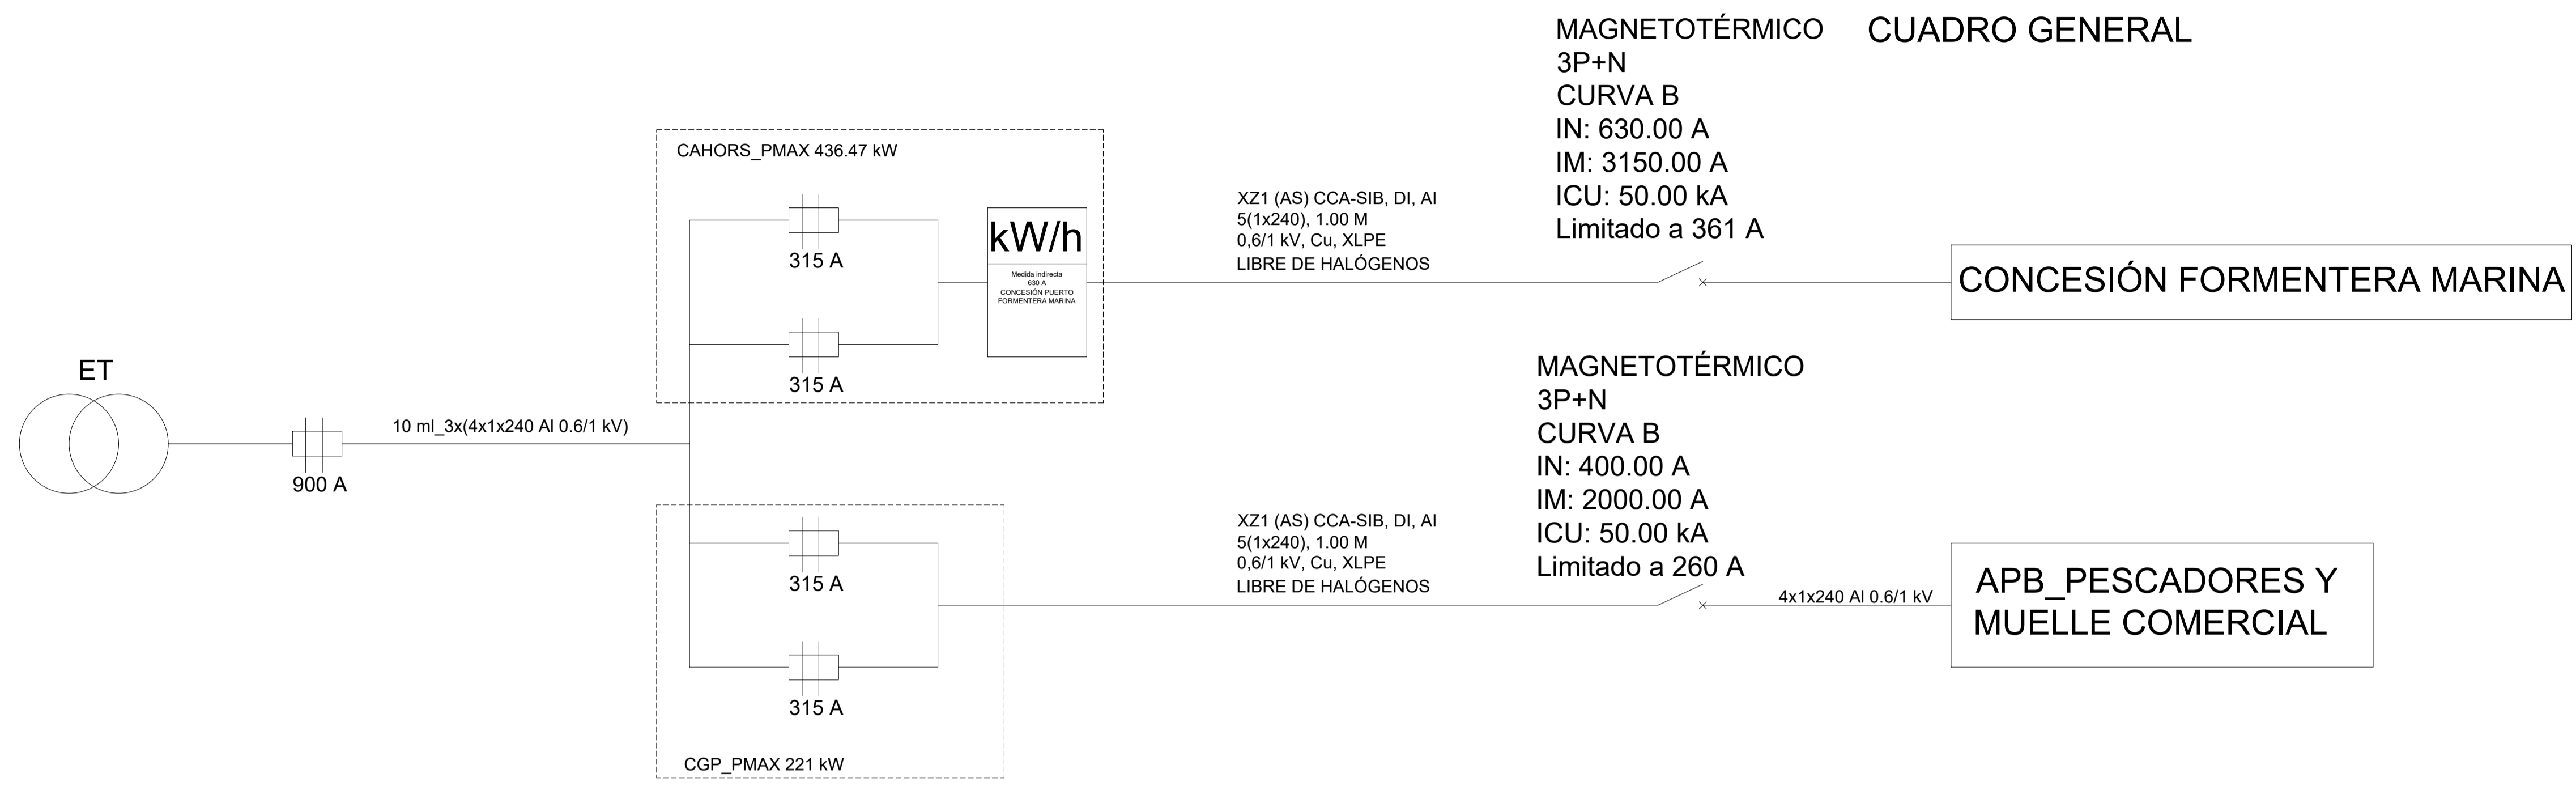 MAGNETOTÉRMICO
3P+N
CURVA B
IN: 630.00 A
IM: 3150.00 A
ICU: 50.00 kA
Limitado a 361 A
CUADRO GENERAL
CAHORS_PMAX 436.47 kW
315 A
315 A
kW/h
Medida indirecta
630 A
CONCESIÓN PUERTO
FORMENTERA MARINA
XZ1 (AS) CCA-SIB, DI, AI
5(1x240), 1.00 M
0,6/1 kV, Cu, XLPE
LIBRE DE HALÓGENOS
CONCESIÓN FORMENTERA MARINA
ET
900 A
10 ml_3x(4x1x240 Al 0.6/1 kV)
MAGNETOTÉRMICO
3P+N
CURVA B
IN: 400.00 A
IM: 2000.00 A
ICU: 50.00 kA
Limitado a 260 A
315 A
315 A
CGP_PMAX 221 kW
XZ1 (AS) CCA-SIB, DI, AI
5(1x240), 1.00 M
0,6/1 kV, Cu, XLPE
LIBRE DE HALÓGENOS
4x1x240 Al 0.6/1 kV
APB_PESCADORES Y
MUELLE COMERCIAL